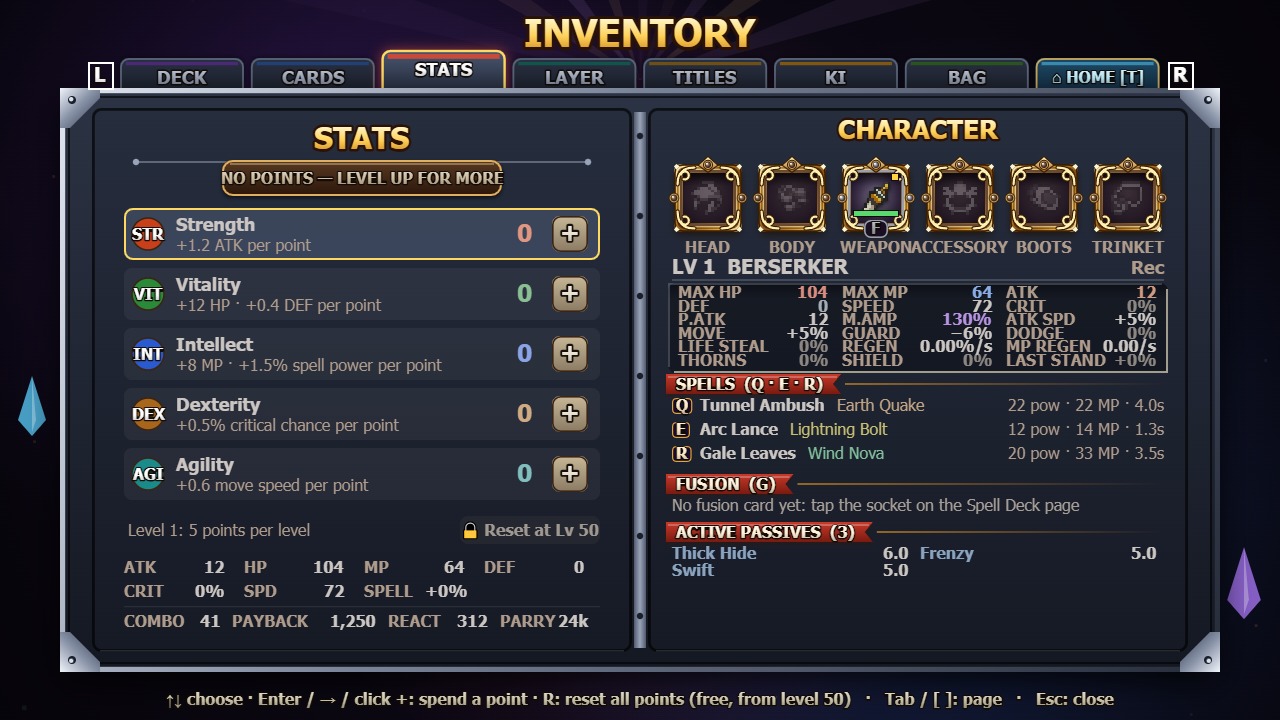 INVENTORY
L DECK CARDS STATS LAYER TITLES KI BAG ⌂ HOME [T] R
STATS
NO POINTS — LEVEL UP FOR MORE
STR Strength 0 +
+1.2 ATK per point
VIT Vitality 0 +
+12 HP · +0.4 DEF per point
INT Intellect 0 +
+8 MP · +1.5% spell power per point
DEX Dexterity 0 +
+0.5% critical chance per point
AGI Agility 0 +
+0.6 move speed per point
Level 1: 5 points per level 🔒 Reset at Lv 50
ATK 12 HP 104 MP 64 DEF 0
CRIT 0% SPD 72 SPELL +0%
COMBO 41 PAYBACK 1,250 REACT 312 PARRY 24k
CHARACTER
F
HEAD BODY WEAPON ACCESSORY BOOTS TRINKET
LV 1 BERSERKER Rec
MAX HP 104 MAX MP 64 ATK 12
DEF 0 SPEED 72 CRIT 0%
P.ATK 12 M.AMP 130% ATK SPD +5%
MOVE +5% GUARD −6% DODGE 0%
LIFE STEAL 0% REGEN 0.00%/s MP REGEN 0.00/s
THORNS 0% SHIELD 0% LAST STAND +0%
SPELLS (Q · E · R)
Q Tunnel Ambush Earth Quake 22 pow · 22 MP · 4.0s
E Arc Lance Lightning Bolt 12 pow · 14 MP · 1.3s
R Gale Leaves Wind Nova 20 pow · 33 MP · 3.5s
FUSION (G)
No fusion card yet: tap the socket on the Spell Deck page
ACTIVE PASSIVES (3)
Thick Hide 6.0 Frenzy 5.0
Swift 5.0
↑↓ choose · Enter / → / click +: spend a point · R: reset all points (free, from level 50) · Tab / [ ]: page · Esc: close